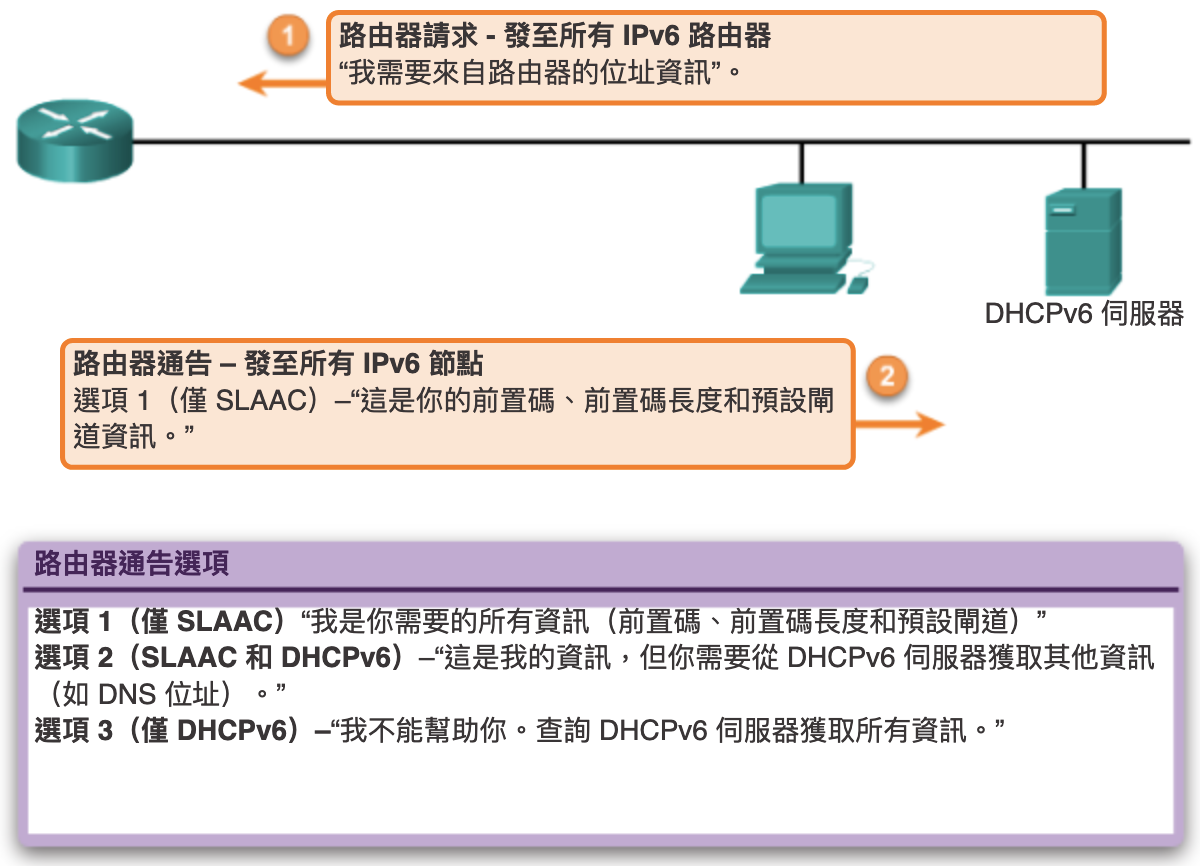 1
路由器請求 - 發至所有 IPv6 路由器
“我需要來自路由器的位址資訊”。
DHCPv6 伺服器
路由器通告 – 發至所有 IPv6 節點
選項 1（僅 SLAAC）–“這是你的前置碼、前置碼長度和預設閘
道資訊。”
2
路由器通告選項
選項 1（僅 SLAAC）“我是你需要的所有資訊（前置碼、前置碼長度和預設閘道）”
選項 2（SLAAC 和 DHCPv6）–“這是我的資訊，但你需要從 DHCPv6 伺服器獲取其他資訊
（如 DNS 位址）。”
選項 3（僅 DHCPv6）–“我不能幫助你。查詢 DHCPv6 伺服器獲取所有資訊。”